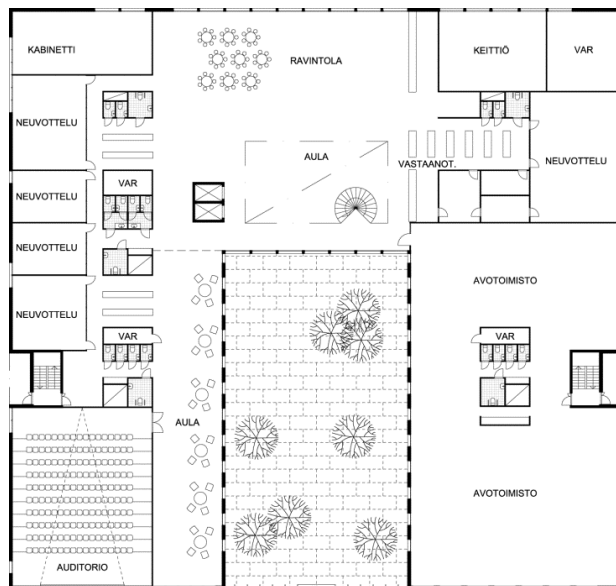 KABINETTI
RAVINTOLA
KEITTIÖ
VAR
NEUVOTTELU
AULA
VASTAANOT.
NEUVOTTELU
NEUVOTTELU
VAR
NEUVOTTELU
AVOTOIMISTO
NEUVOTTELU
VAR
VAR
AULA
AVOTOIMISTO
AUDITORIO